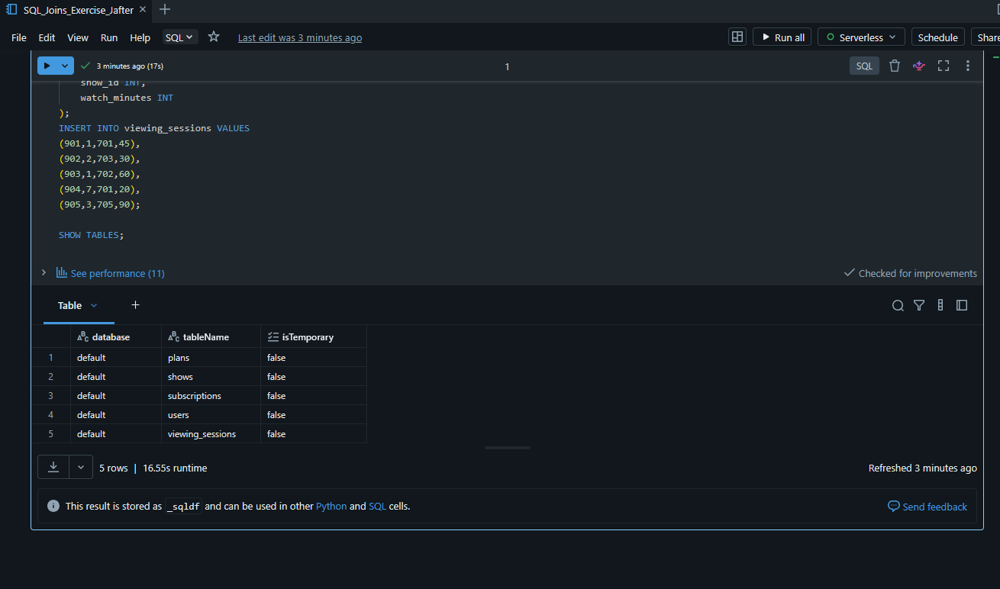 SQL_Joins_Exercise_Jafter
File Edit View Run Help SQL Last edit was 3 minutes ago Run all Serverless Schedule Share
3 minutes ago (17s) 1 SQL
show_id INT,
watch_minutes INT
);
INSERT INTO viewing_sessions VALUES
(901,1,701,45),
(902,2,703,30),
(903,1,702,60),
(904,7,701,20),
(905,3,705,90);
SHOW TABLES;
See performance (11) Checked for improvements
Table
database tableName isTemporary
1 default plans false
2 default shows false
3 default subscriptions false
4 default users false
5 default viewing_sessions false
5 rows | 16.55s runtime Refreshed 3 minutes ago
This result is stored as _sqldf and can be used in other Python and SQL cells. Send feedback